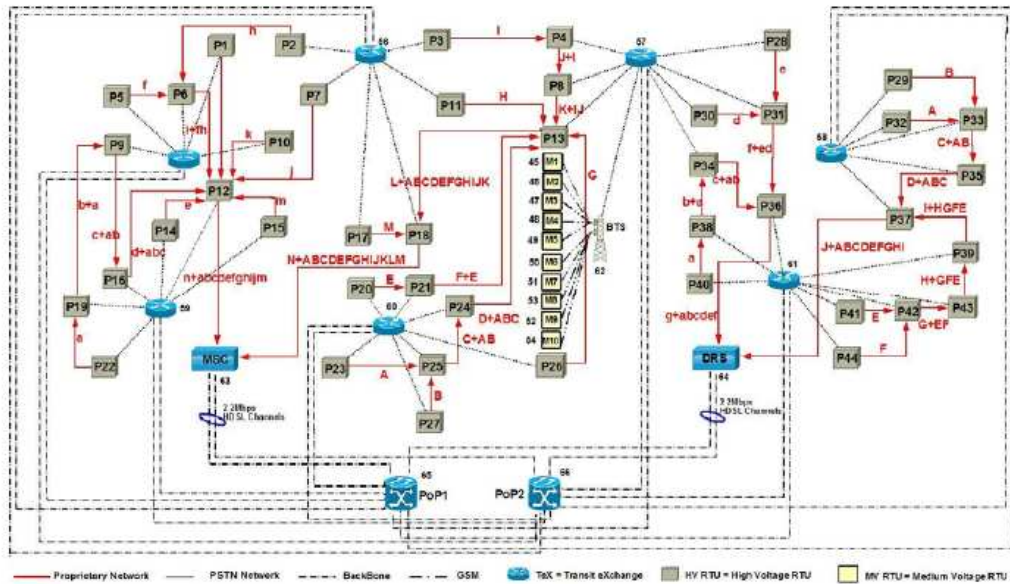 h
P1
P2
56
P3
I
P4
57
P28
J+I
f
P5
P6
P7
P8
e
P29
B
P11
H
K+IJ
P30
d
P31
P32
A
P33
i+fh
P9
k
P10
P13
f+ed
C+AB
58
45
M1
j
L+ABCDEFGHIJK
G
P34
c+ab
P35
P12
46
M2
D+ABC
e
m
47
M3
b+a
P36
I+HGFE
P37
c+ab
d+abc
P14
P15
P17
M
P18
48
M4
BTS
P38
49
M5
J+ABCDEFGHI
P39
N+ABCDEFGHIJKLM
50
M6
62
a
61
H+GFE
P16
n+abcdefghijm
P20
E
P21
F+E
51
M7
P40
P19
59
60
P24
53
M8
P41
E
P42
P43
D+ABC
52
M9
g+abcdef
G+EF
a
C+AB
54
M10
P22
MSC
P23
A
P25
P26
DRS
P44
F
63
B
64
P27
2.2Mbps
HDSL Channels
2.2Mbps
HDSL Channels
65
66
PoP1
PoP2
Proprietary Network
PSTN Network
BackBone
GSM
TeX = Transit eXchange
HV RTU = High Voltage RTU
MV RTU = Medium Voltage RTU